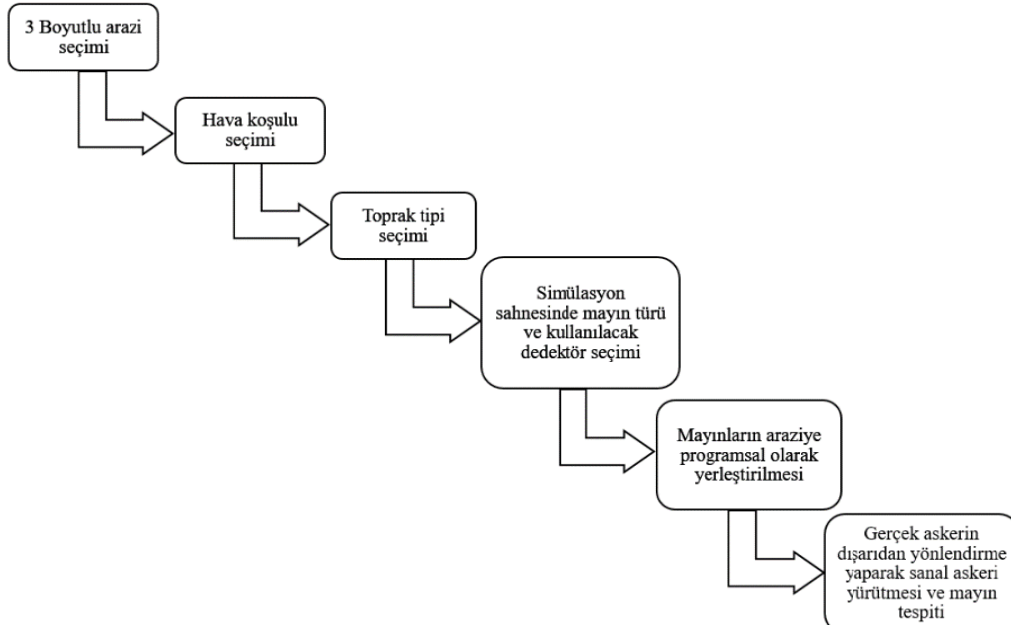 3 Boyutlu arazi
seçimi
Hava koşulu
seçimi
Toprak tipi
seçimi
Simülasyon
sahnesinde mayın türü
ve kullanılacak
dedektör seçimi
Mayınların araziye
programsal olarak
yerleştirilmesi
Gerçek askerin
dışarıdan yönlendirme
yaparak sanal askeri
yürütmesi ve mayın
tespiti